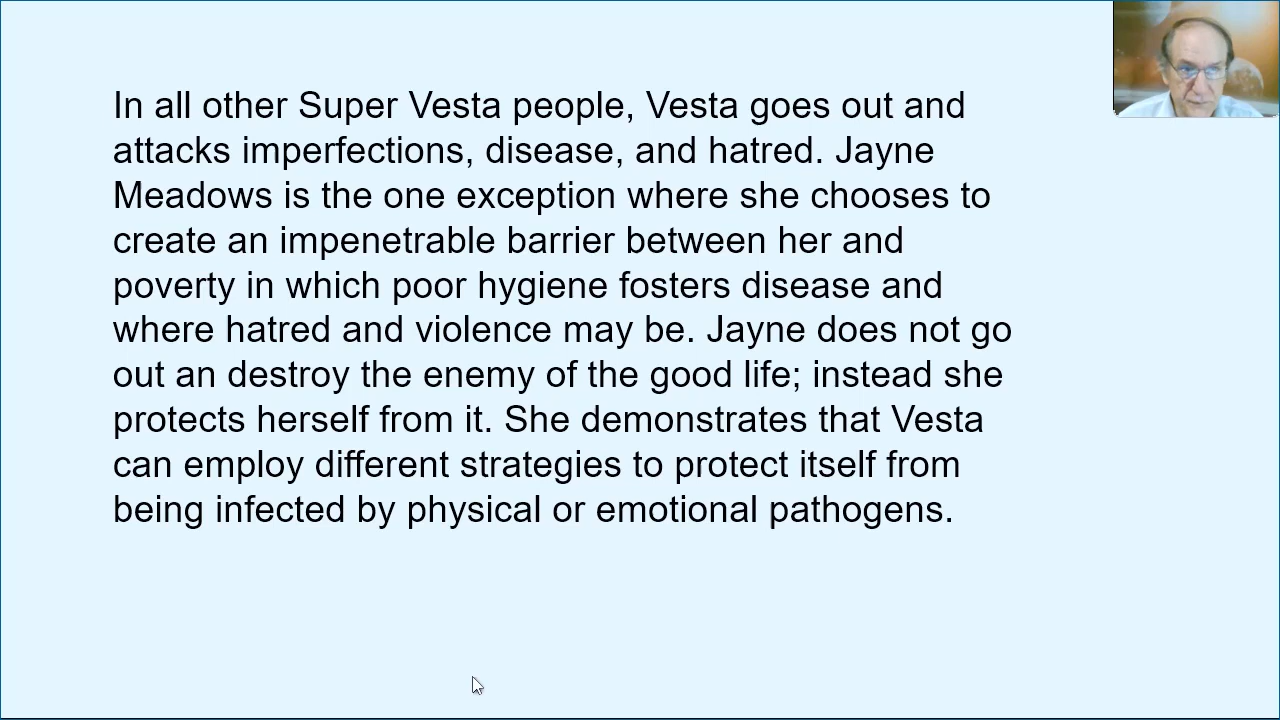 In all other Super Vesta people, Vesta goes out and
attacks imperfections, disease, and hatred. Jayne
Meadows is the one exception where she chooses to
create an impenetrable barrier between her and
poverty in which poor hygiene fosters disease and
where hatred and violence may be. Jayne does not go
out an destroy the enemy of the good life; instead she
protects herself from it. She demonstrates that Vesta
can employ different strategies to protect itself from
being infected by physical or emotional pathogens.